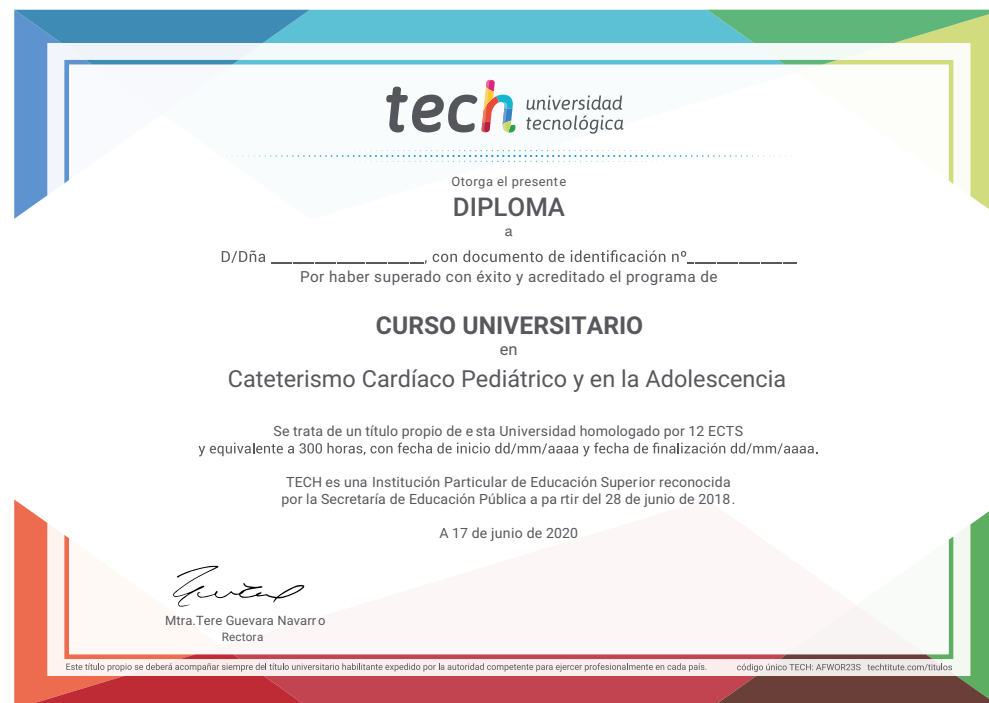 tech universidad
tecnológica
Otorga el presente
DIPLOMA
a
D/Dña ____________________, con documento de identificación nº______________
Por haber superado con éxito y acreditado el programa de
CURSO UNIVERSITARIO
en
Cateterismo Cardíaco Pediátrico y en la Adolescencia
Se trata de un título propio de e sta Universidad homologado por 12 ECTS
y equivalente a 300 horas, con fecha de inicio dd/mm/aaaa y fecha de finalización dd/mm/aaaa.
TECH es una Institución Particular de Educación Superior reconocida
por la Secretaría de Educación Pública a pa rtir del 28 de junio de 2018.
A 17 de junio de 2020
Mtra.Tere Guevara Navarro
Rectora
Este título propio se deberá acompañar siempre del título universitario habilitante expedido por la autoridad competente para ejercer profesionalmente en cada país. código único TECH: AFWOR23S techtitute.com/titulos